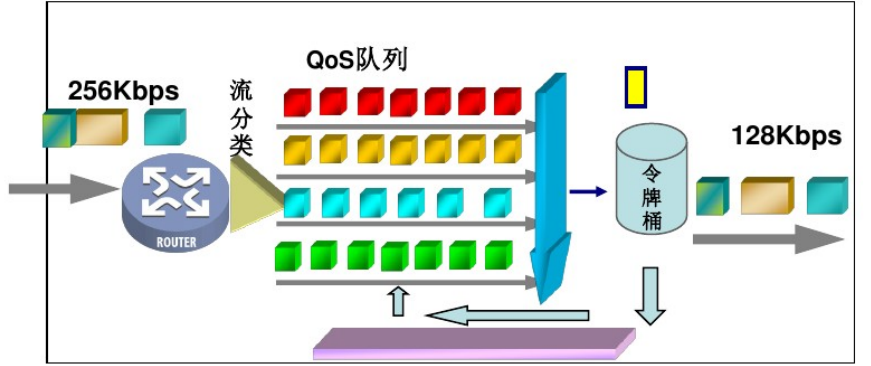 QoS队列
256Kbps
流分类
128Kbps
令牌桶
ROUTER